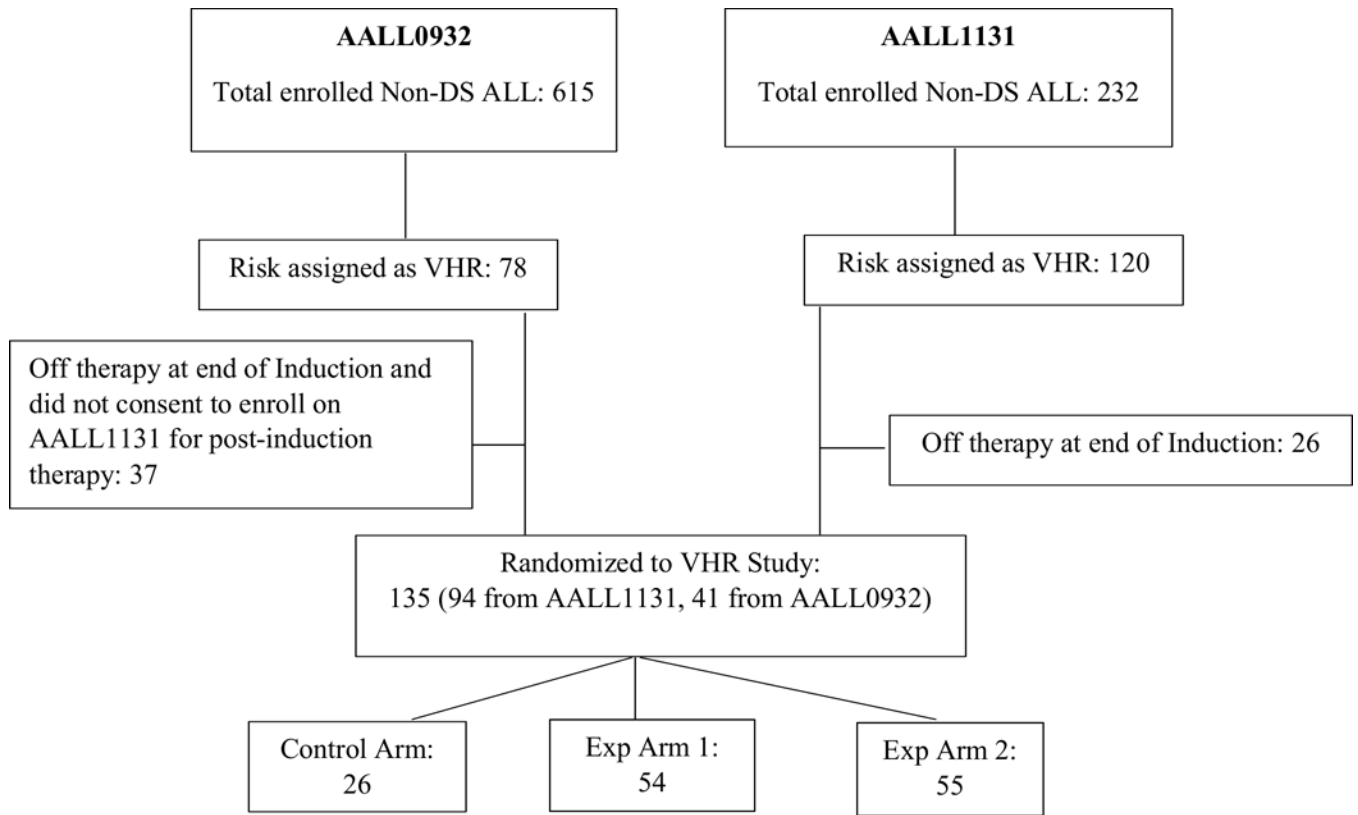 AALL0932
Total enrolled Non-DS ALL: 615
AALL1131
Total enrolled Non-DS ALL: 232
Risk assigned as VHR: 78
Risk assigned as VHR: 120
Off therapy at end of Induction and
did not consent to enroll on
AALL1131 for post-induction
therapy: 37
Off therapy at end of Induction: 26
Randomized to VHR Study:
135 (94 from AALL1131, 41 from AALL0932)
Control Arm:
26
Exp Arm 1:
54
Exp Arm 2:
55